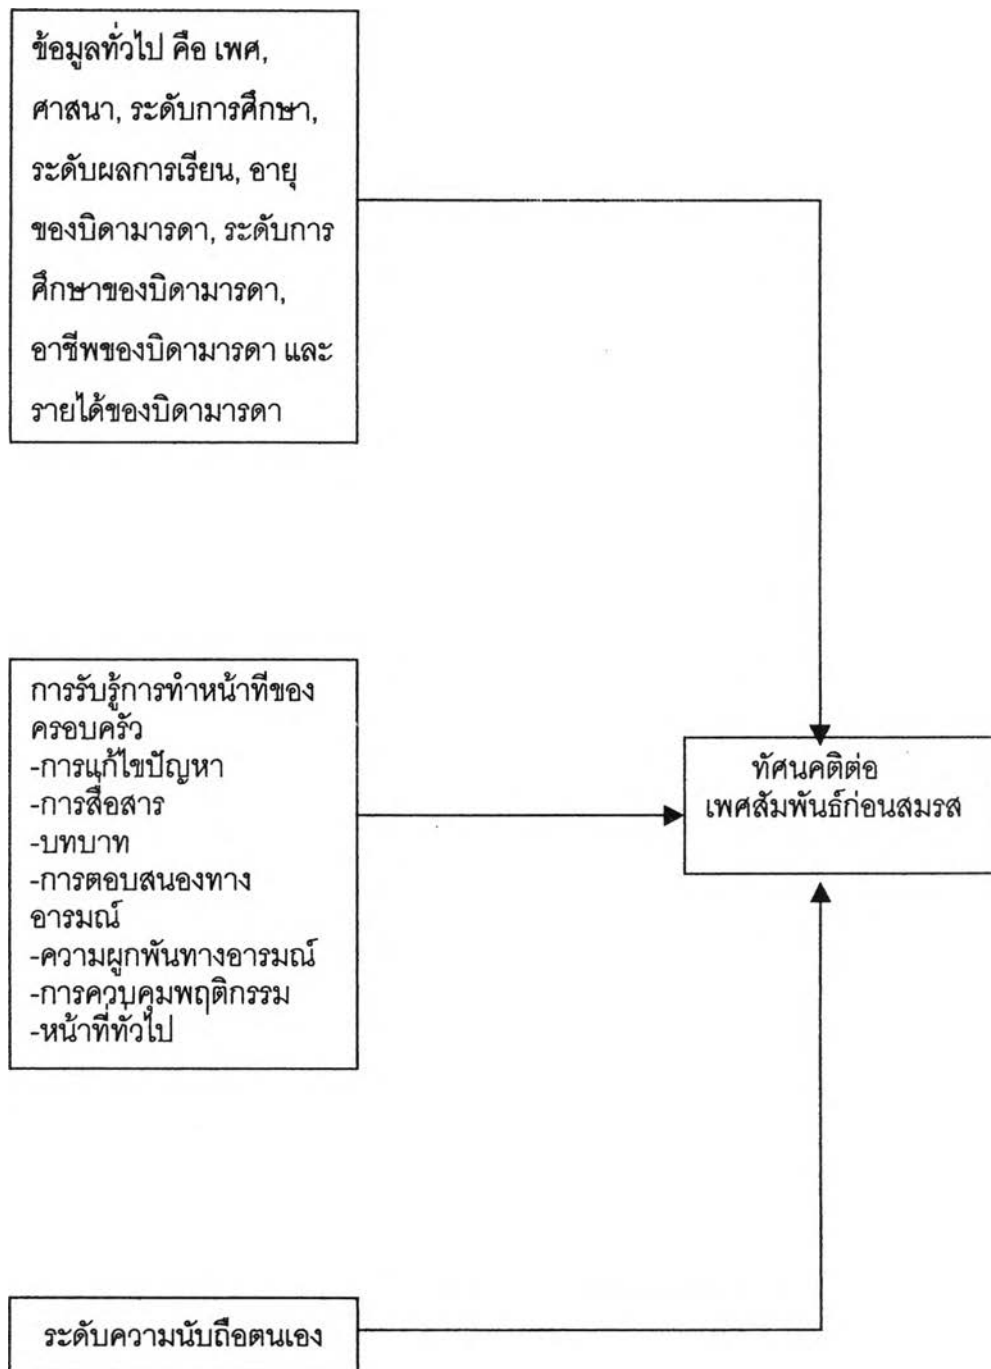 ข้อมูลทั่วไป คือ เพศ,
ศาสนา, ระดับการศึกษา,
ระดับผลการเรียน, อายุ
ของบิดามารดา, ระดับการ
ศึกษาของบิดามารดา,
อาชีพของบิดามารดา และ
รายได้ของบิดามารดา
การรับรู้การทำหน้าที่ของ
ครอบครัว
-การแก้ไขปัญหา
-การสื่อสาร
-บทบาท
-การตอบสนองทาง
อารมณ์
-ความผูกพันทางอารมณ์
-การควบคุมพฤติกรรม
-หน้าที่ทั่วไป
ทัศนคติต่อ
เพศสัมพันธ์ก่อนสมรส
ระดับความนับถือตนเอง